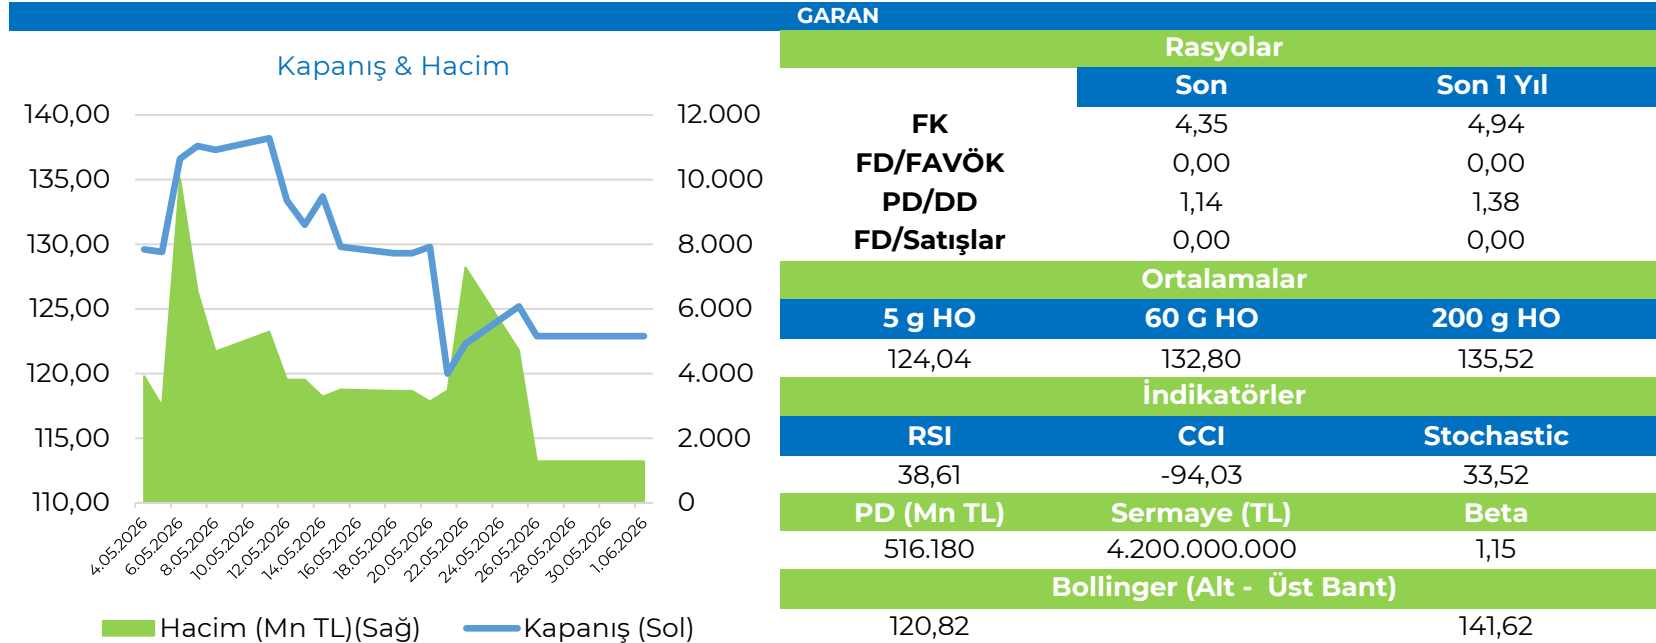 GARAN
Kapanış & Hacim
140,00
135,00
130,00
125,00
120,00
115,00
110,00
12.000
10.000
8.000
6.000
4.000
2.000
0
4.05.2026
6.05.2026
8.05.2026
10.05.2026
12.05.2026
14.05.2026
16.05.2026
18.05.2026
20.05.2026
22.05.2026
24.05.2026
26.05.2026
28.05.2026
30.05.2026
1.06.2026
Hacim (Mn TL)(Sağ) Kapanış (Sol)
Rasyolar
Son Son 1 Yıl
FK 4,35 4,94
FD/FAVÖK 0,00 0,00
PD/DD 1,14 1,38
FD/Satışlar 0,00 0,00
Ortalamalar
5 g HO 60 G HO 200 g HO
124,04 132,80 135,52
İndikatörler
RSI CCI Stochastic
38,61 -94,03 33,52
PD (Mn TL) Sermaye (TL) Beta
516.180 4.200.000.000 1,15
Bollinger (Alt - Üst Bant)
120,82 141,62